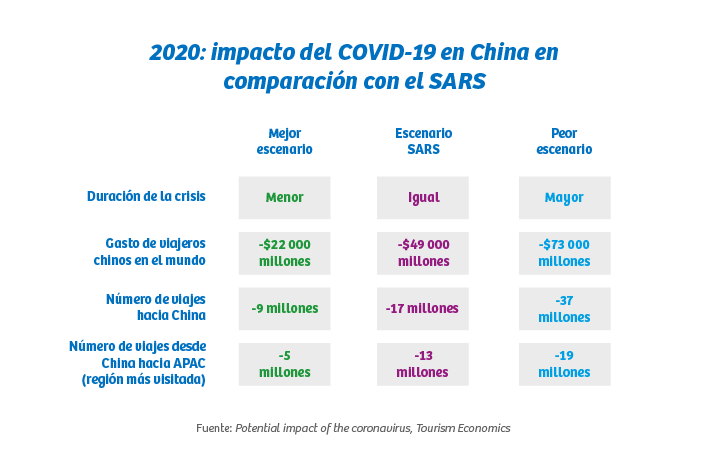 2020: impacto del COVID-19 en China en
comparación con el SARS
Mejor
escenario
Escenario
SARS
Peor
escenario
Duración de la crisis
Menor
Igual
Mayor
Gasto de viajeros
chinos en el mundo
-$22 000
millones
-$49 000
millones
-$73 000
millones
Número de viajes
hacia China
-9 millones
-17 millones
-37
millones
Número de viajes desde
China hacia APAC
(región más visitada)
-5
millones
-13
millones
-19
millones
Fuente: Potential impact of the coronavirus, Tourism Economics